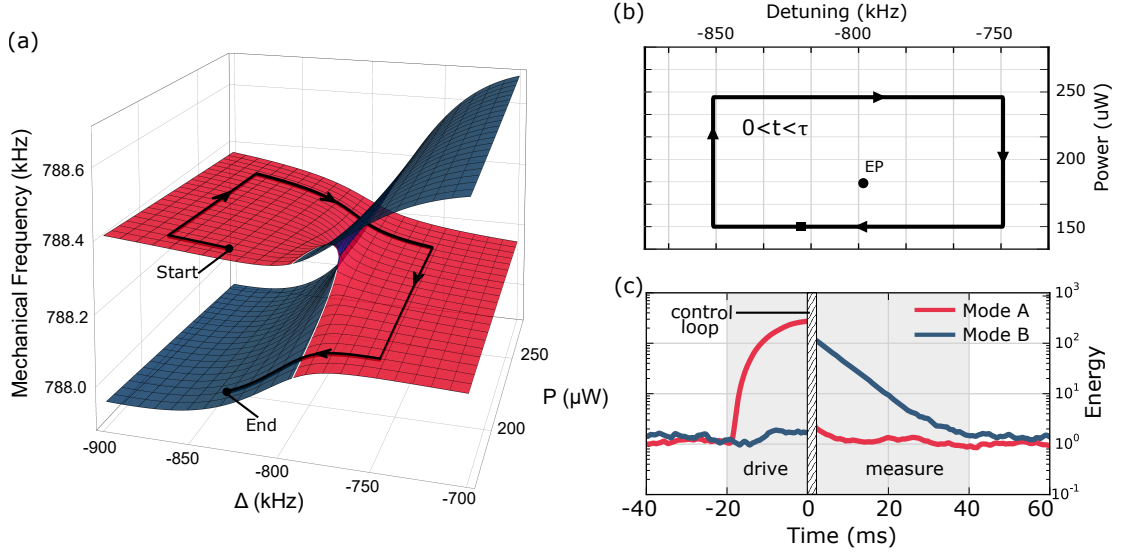 (a)
Mechanical Frequency (kHz)
788.6
788.4
788.2
788.0
Start
End
-900
-850
-800
-750
-700
Δ (kHz)
250
200
P (µW)
(b)
Detuning (kHz)
-850
-800
-750
0<t<τ
EP
250
200
150
Power (uW)
(c)
control
loop
Mode A
Mode B
drive
measure
10³
10²
10¹
10⁰
10⁻¹
Energy
-40
-20
0
20
40
60
Time (ms)